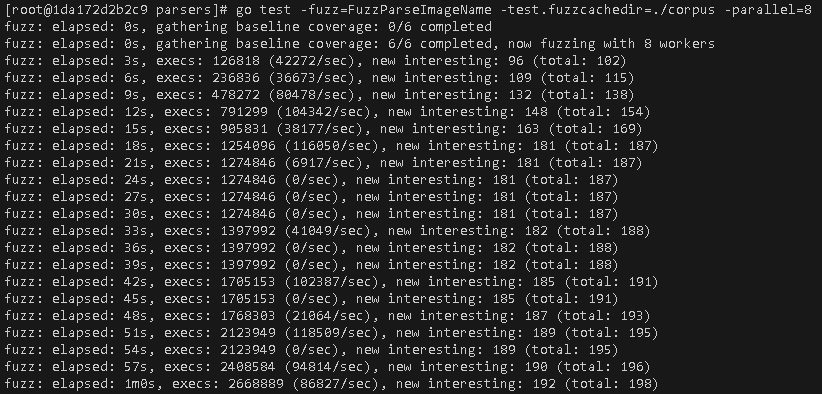 [root@1da172d2b2c9 parsers]# go test -fuzz=FuzzParseImageName -test.fuzzcachedir=./corpus -parallel=8
fuzz: elapsed: 0s, gathering baseline coverage: 0/6 completed
fuzz: elapsed: 0s, gathering baseline coverage: 6/6 completed, now fuzzing with 8 workers
fuzz: elapsed: 3s, execs: 126818 (42272/sec), new interesting: 96 (total: 102)
fuzz: elapsed: 6s, execs: 236836 (36673/sec), new interesting: 109 (total: 115)
fuzz: elapsed: 9s, execs: 478272 (80478/sec), new interesting: 132 (total: 138)
fuzz: elapsed: 12s, execs: 791299 (104342/sec), new interesting: 148 (total: 154)
fuzz: elapsed: 15s, execs: 905831 (38177/sec), new interesting: 163 (total: 169)
fuzz: elapsed: 18s, execs: 1254096 (116050/sec), new interesting: 181 (total: 187)
fuzz: elapsed: 21s, execs: 1274846 (6917/sec), new interesting: 181 (total: 187)
fuzz: elapsed: 24s, execs: 1274846 (0/sec), new interesting: 181 (total: 187)
fuzz: elapsed: 27s, execs: 1274846 (0/sec), new interesting: 181 (total: 187)
fuzz: elapsed: 30s, execs: 1274846 (0/sec), new interesting: 181 (total: 187)
fuzz: elapsed: 33s, execs: 1397992 (41049/sec), new interesting: 182 (total: 188)
fuzz: elapsed: 36s, execs: 1397992 (0/sec), new interesting: 182 (total: 188)
fuzz: elapsed: 39s, execs: 1397992 (0/sec), new interesting: 182 (total: 188)
fuzz: elapsed: 42s, execs: 1705153 (102387/sec), new interesting: 185 (total: 191)
fuzz: elapsed: 45s, execs: 1705153 (0/sec), new interesting: 185 (total: 191)
fuzz: elapsed: 48s, execs: 1768303 (21064/sec), new interesting: 187 (total: 193)
fuzz: elapsed: 51s, execs: 2123949 (118509/sec), new interesting: 189 (total: 195)
fuzz: elapsed: 54s, execs: 2123949 (0/sec), new interesting: 189 (total: 195)
fuzz: elapsed: 57s, execs: 2408584 (94814/sec), new interesting: 190 (total: 196)
fuzz: elapsed: 1m0s, execs: 2668889 (86827/sec), new interesting: 192 (total: 198)